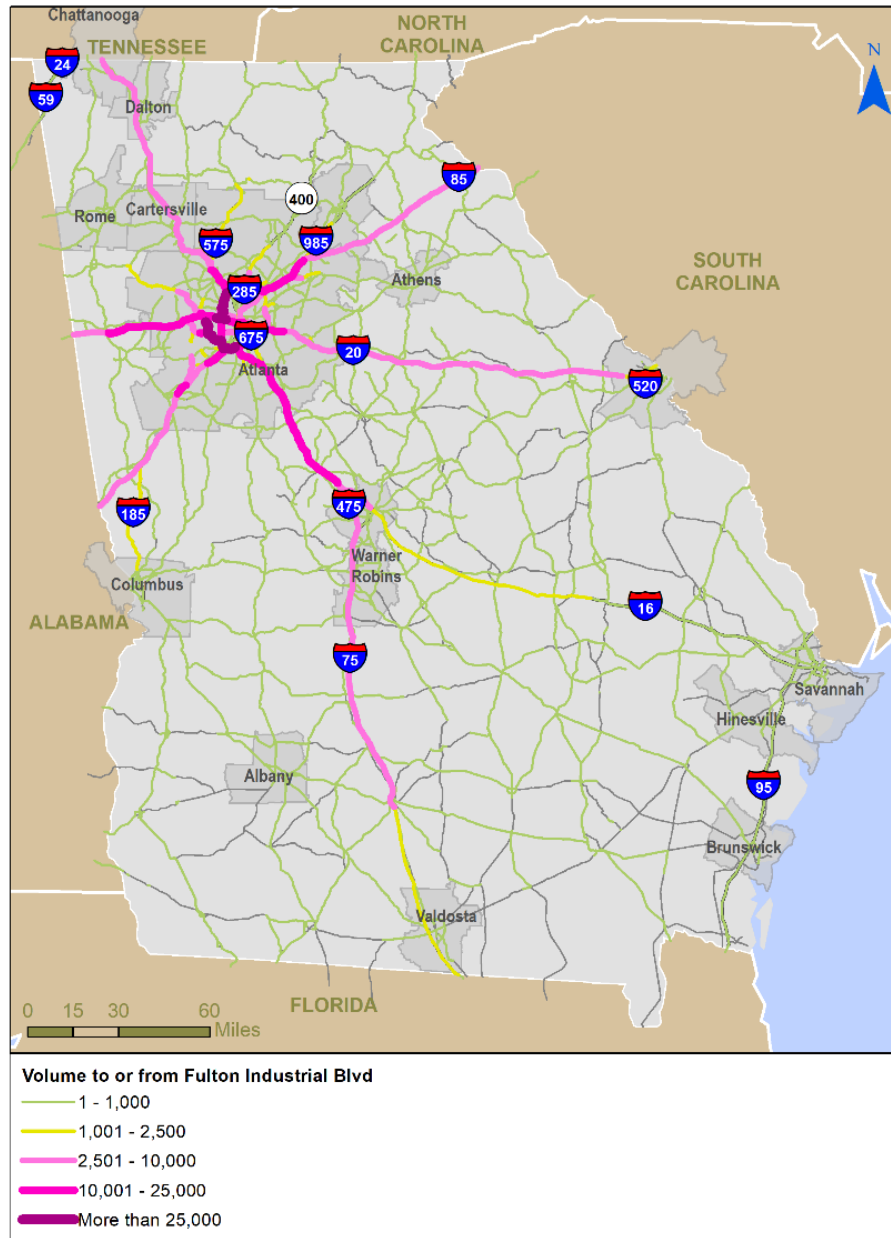 Chattanooga
TENNESSEE
NORTH
CAROLINA
N
24
59
Dalton
85
400
Rome
Cartersville
575
985
SOUTH
CAROLINA
Athens
285
675
20
Atlanta
520
185
475
Warner
Robins
Columbus
16
ALABAMA
75
Savannah
Hinesville
Albany
95
Brunswick
Valdosta
FLORIDA
0 15 30 60
Miles
Volume to or from Fulton Industrial Blvd
1 - 1,000
1,001 - 2,500
2,501 - 10,000
10,001 - 25,000
More than 25,000